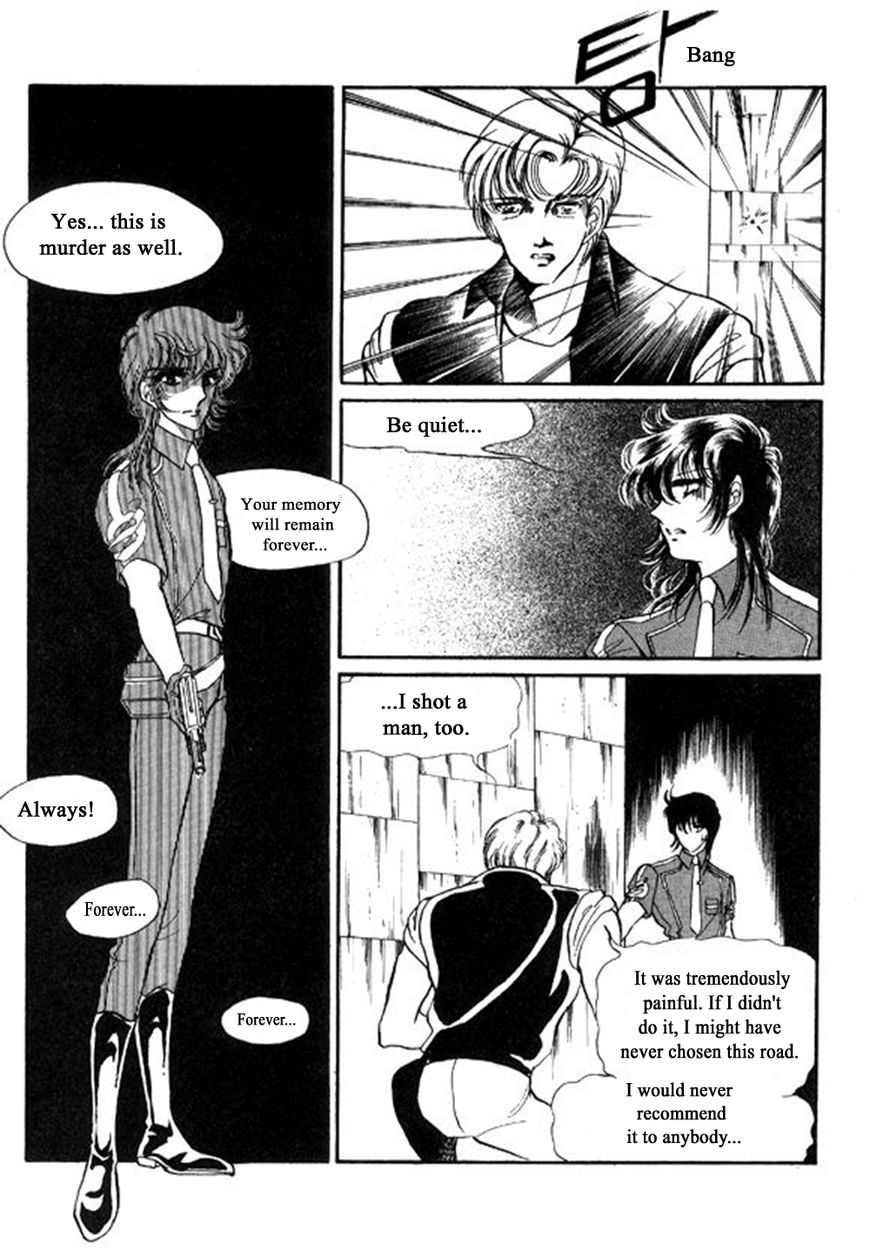 탕
Bang
Yes... this is
murder as well.
Your memory
will remain
forever...
Always!
Forever...
Forever...
Be quiet...
...I shot a
man, too.
It was tremendously
painful. If I didn't
do it, I might have
never chosen this road.
I would never
recommend
it to anybody...